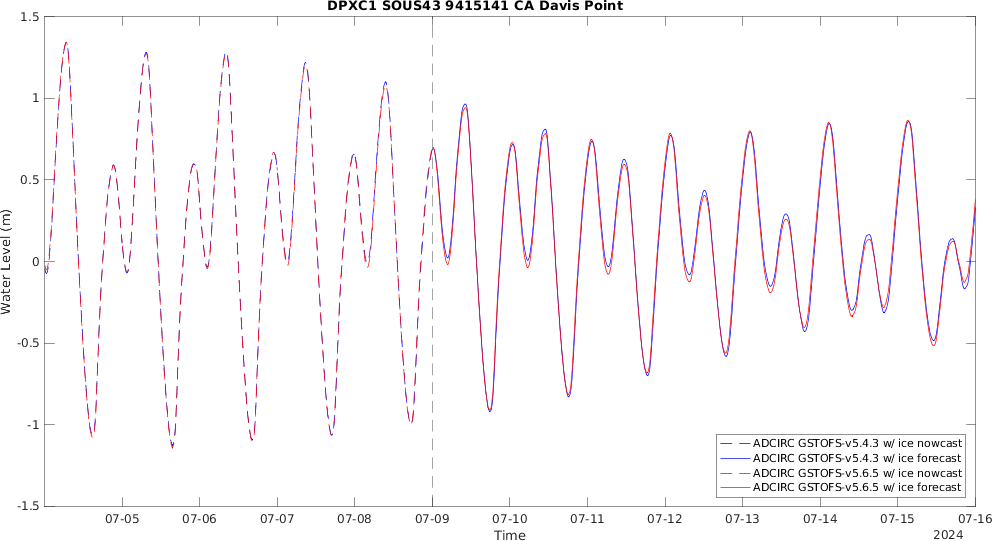 DPXC1 SOUS43 9415141 CA Davis Point
1.5
1
0.5
0
-0.5
-1
-1.5
Water Level (m)
07-05 07-06 07-07 07-08 07-09 07-10 07-11 07-12 07-13 07-14 07-15 07-16
Time
2024
ADCIRC GSTOFS-v5.4.3 w/ ice nowcast
ADCIRC GSTOFS-v5.4.3 w/ ice forecast
ADCIRC GSTOFS-v5.6.5 w/ ice nowcast
ADCIRC GSTOFS-v5.6.5 w/ ice forecast